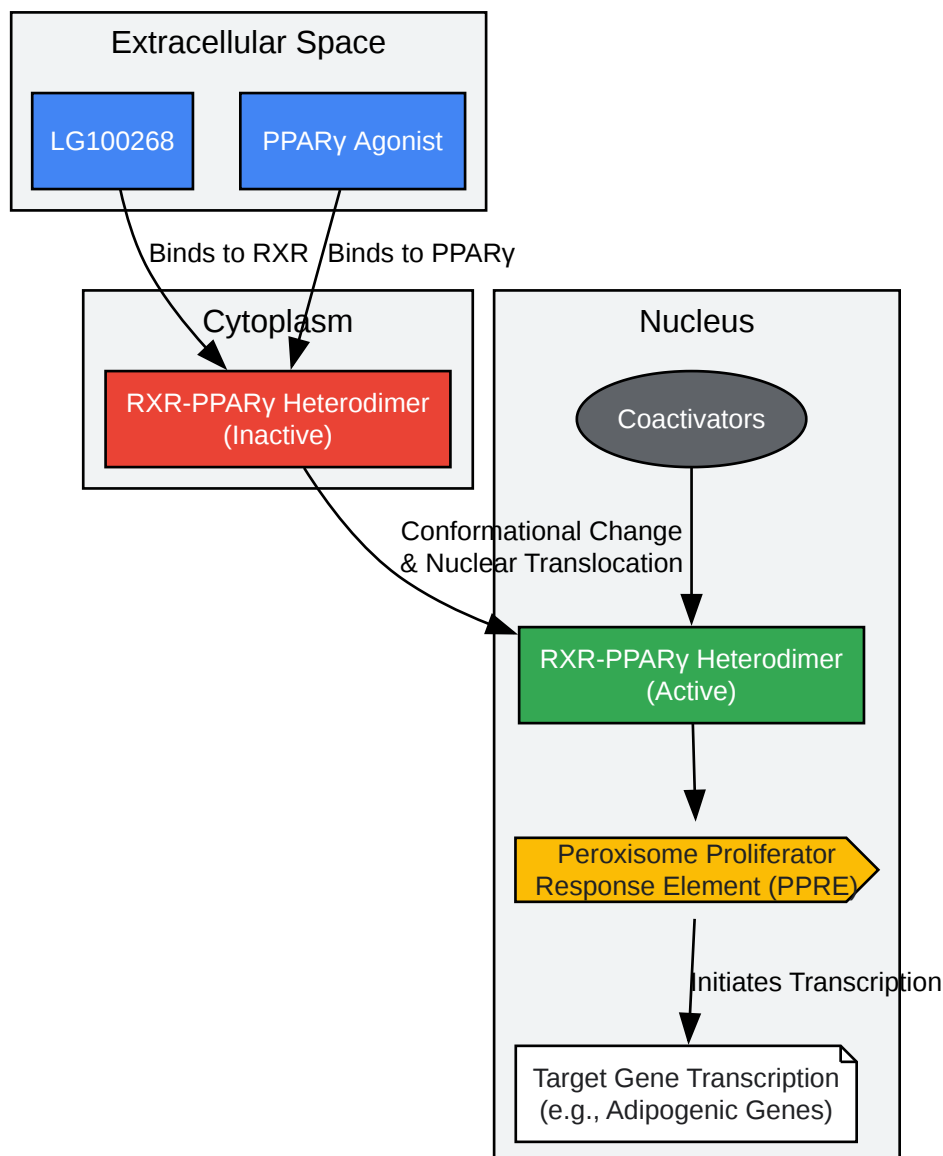 Extracellular Space
LG100268
PPARγ Agonist
Binds to RXR
Binds to PPARγ
Cytoplasm
Nucleus
RXR-PPARγ Heterodimer
(Inactive)
Coactivators
Conformational Change
& Nuclear Translocation
RXR-PPARγ Heterodimer
(Active)
Peroxisome Proliferator
Response Element (PPRE)
Initiates Transcription
Target Gene Transcription
(e.g., Adipogenic Genes)